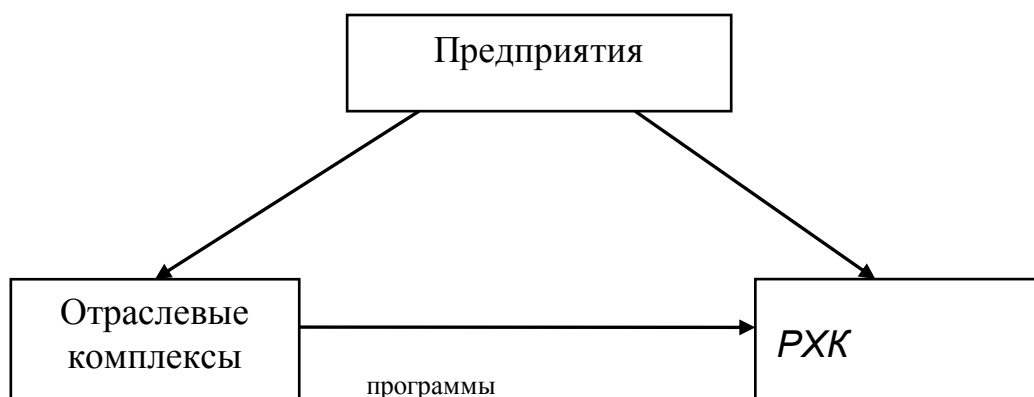 Предприятия
Отраслевые
комплексы
РХК
программы